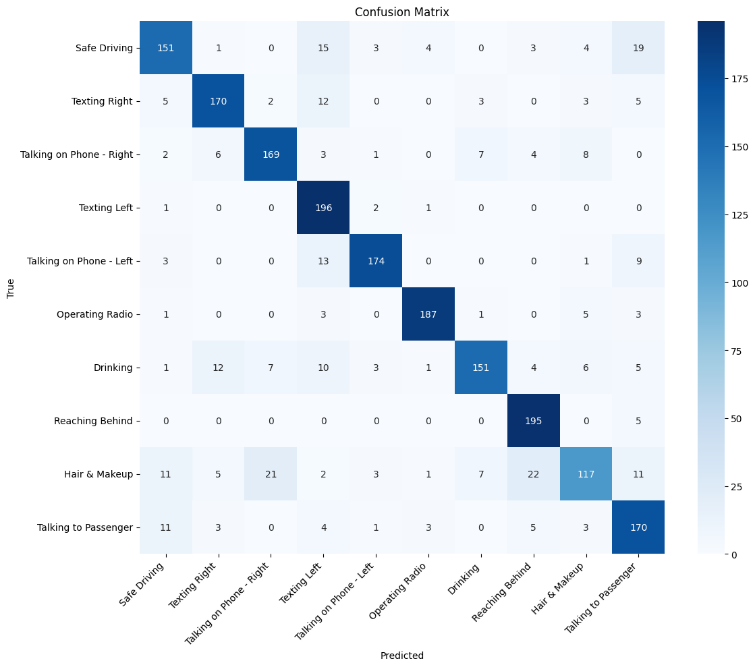 Confusion Matrix
Safe Driving 151 1 0 15 3 4 0 3 4 19
Texting Right 5 170 2 12 0 0 3 0 3 5
Talking on Phone - Right 2 6 169 3 1 0 7 4 8 0
Texting Left 1 0 0 196 2 1 0 0 0 0
Talking on Phone - Left 3 0 0 13 174 0 0 0 1 9
Operating Radio 1 0 0 3 0 187 1 0 5 3
Drinking 1 12 7 10 3 1 151 4 6 5
Reaching Behind 0 0 0 0 0 0 0 195 0 5
Hair & Makeup 11 5 21 2 3 1 7 22 117 11
Talking to Passenger 11 3 0 4 1 3 0 5 3 170
True
Safe Driving
Texting Right
Talking on Phone - Right
Texting Left
Talking on Phone - Left
Operating Radio
Drinking
Reaching Behind
Hair & Makeup
Talking to Passenger
Predicted
175
150
125
100
75
50
25
0